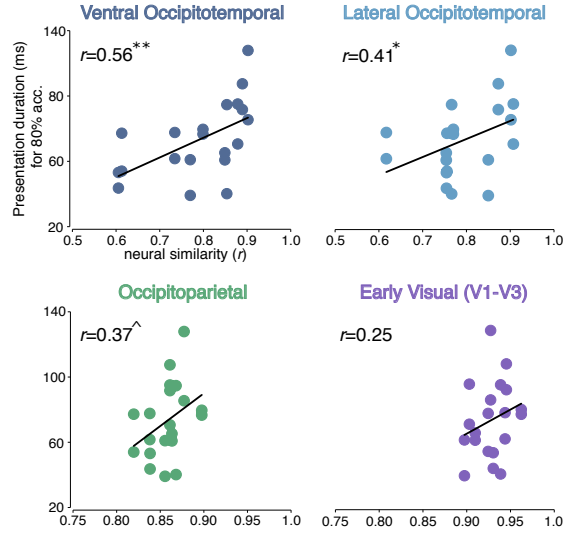 Ventral Occipitotemporal
Lateral Occipitotemporal
Presentation duration (ms)
for 80% acc.
140
80
60
20
r=0.56**
r=0.41*
0.5 0.6 0.7 0.8 0.9 1.0
neural similarity (r)
0.5 0.6 0.7 0.8 0.9 1.0
Occipitoparietal
Early Visual (V1-V3)
140
100
60
20
r=0.37^
r=0.25
0.75 0.80 0.85 0.90 0.95 1.0
0.75 0.80 0.85 0.90 0.95 1.0